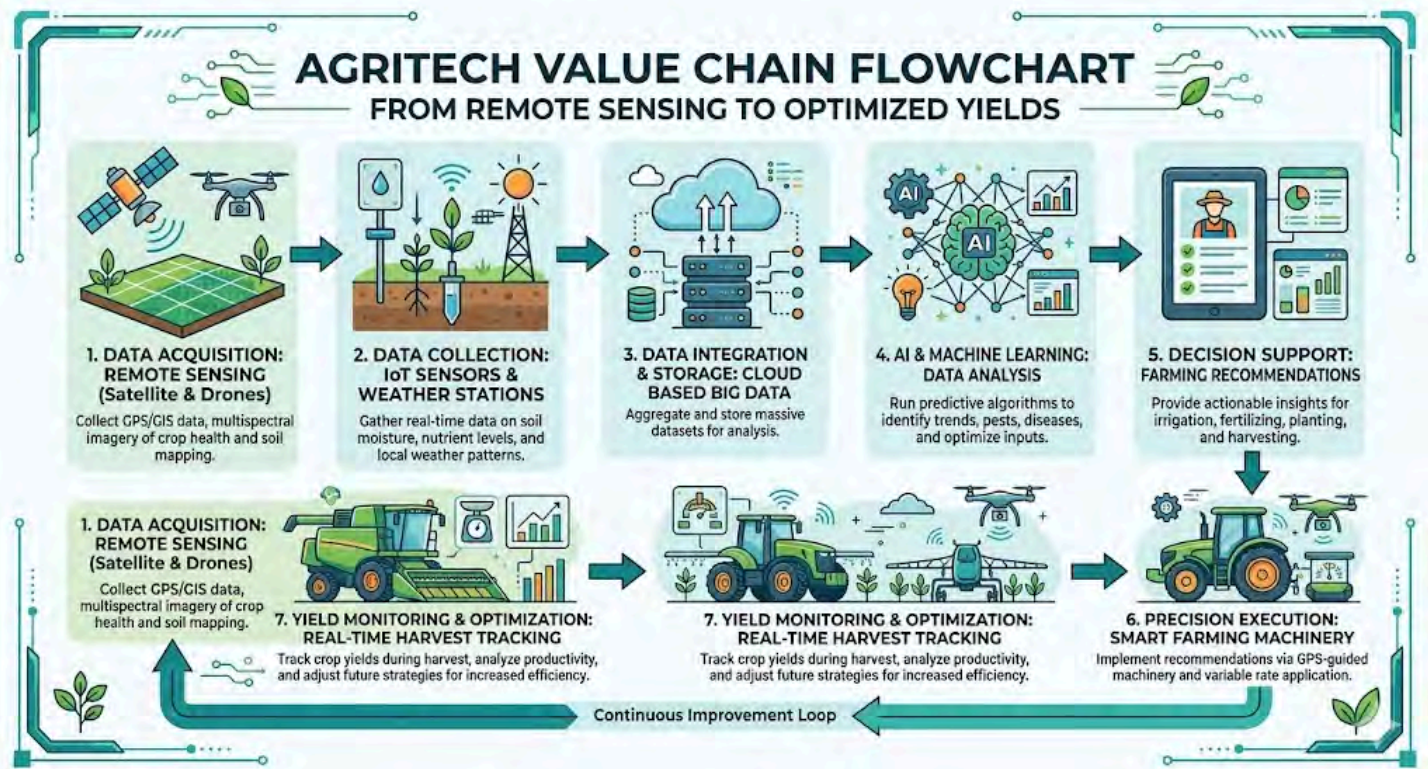 AGRITECH VALUE CHAIN FLOWCHART
FROM REMOTE SENSING TO OPTIMIZED YIELDS
AI
AI
1. DATA ACQUISITION:
REMOTE SENSING
(Satellite & Drones)
Collect GPS/GIS data, multispectral
imagery of crop health and soil
mapping.
2. DATA COLLECTION:
IoT SENSORS &
WEATHER STATIONS
Gather real-time data on soil
moisture, nutrient levels, and
local weather patterns.
3. DATA INTEGRATION
& STORAGE: CLOUD
BASED BIG DATA
Aggregate and store massive
datasets for analysis.
4. AI & MACHINE LEARNING:
DATA ANALYSIS
Run predictive algorithms to
identify trends, pests, diseases,
and optimize inputs.
5. DECISION SUPPORT:
FARMING RECOMMENDATIONS
Provide actionable insights for
irrigation, fertilizing, planting,
and harvesting.
1. DATA ACQUISITION:
REMOTE SENSING
(Satellite & Drones)
Collect GPS/GIS data,
multispectral imagery of crop
health and soil mapping.
7. YIELD MONITORING & OPTIMIZATION:
REAL-TIME HARVEST TRACKING
Track crop yields during harvest, analyze productivity,
and adjust future strategies for increased efficiency.
7. YIELD MONITORING & OPTIMIZATION:
REAL-TIME HARVEST TRACKING
Track crop yields during harvest, analyze productivity,
and adjust future strategies for increased efficiency.
6. PRECISION EXECUTION:
SMART FARMING MACHINERY
Implement recommendations via GPS-guided
machinery and variable rate application.
Continuous Improvement Loop